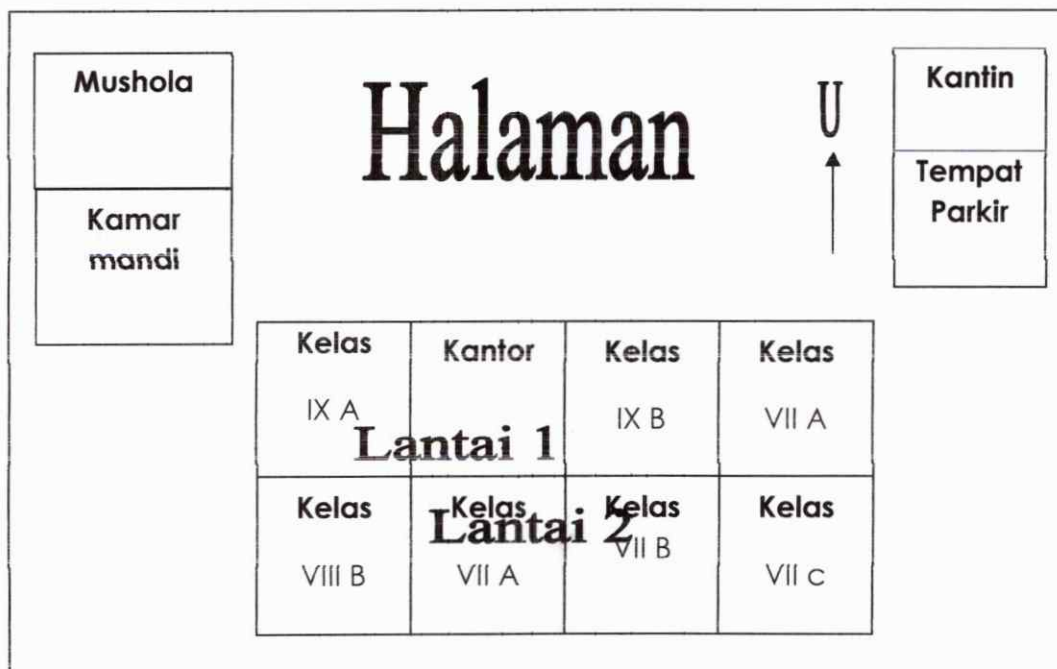 Mushola
Kamar
mandi
Halaman
U
Kantin
Tempat
Parkir
Kelas
IX A
Kantor
Kelas
IX B
Kelas
VII A
Lantai 1
Kelas
VIII B
Kelas
VII A
Kelas
VII B
Kelas
VII c
Lantai 2